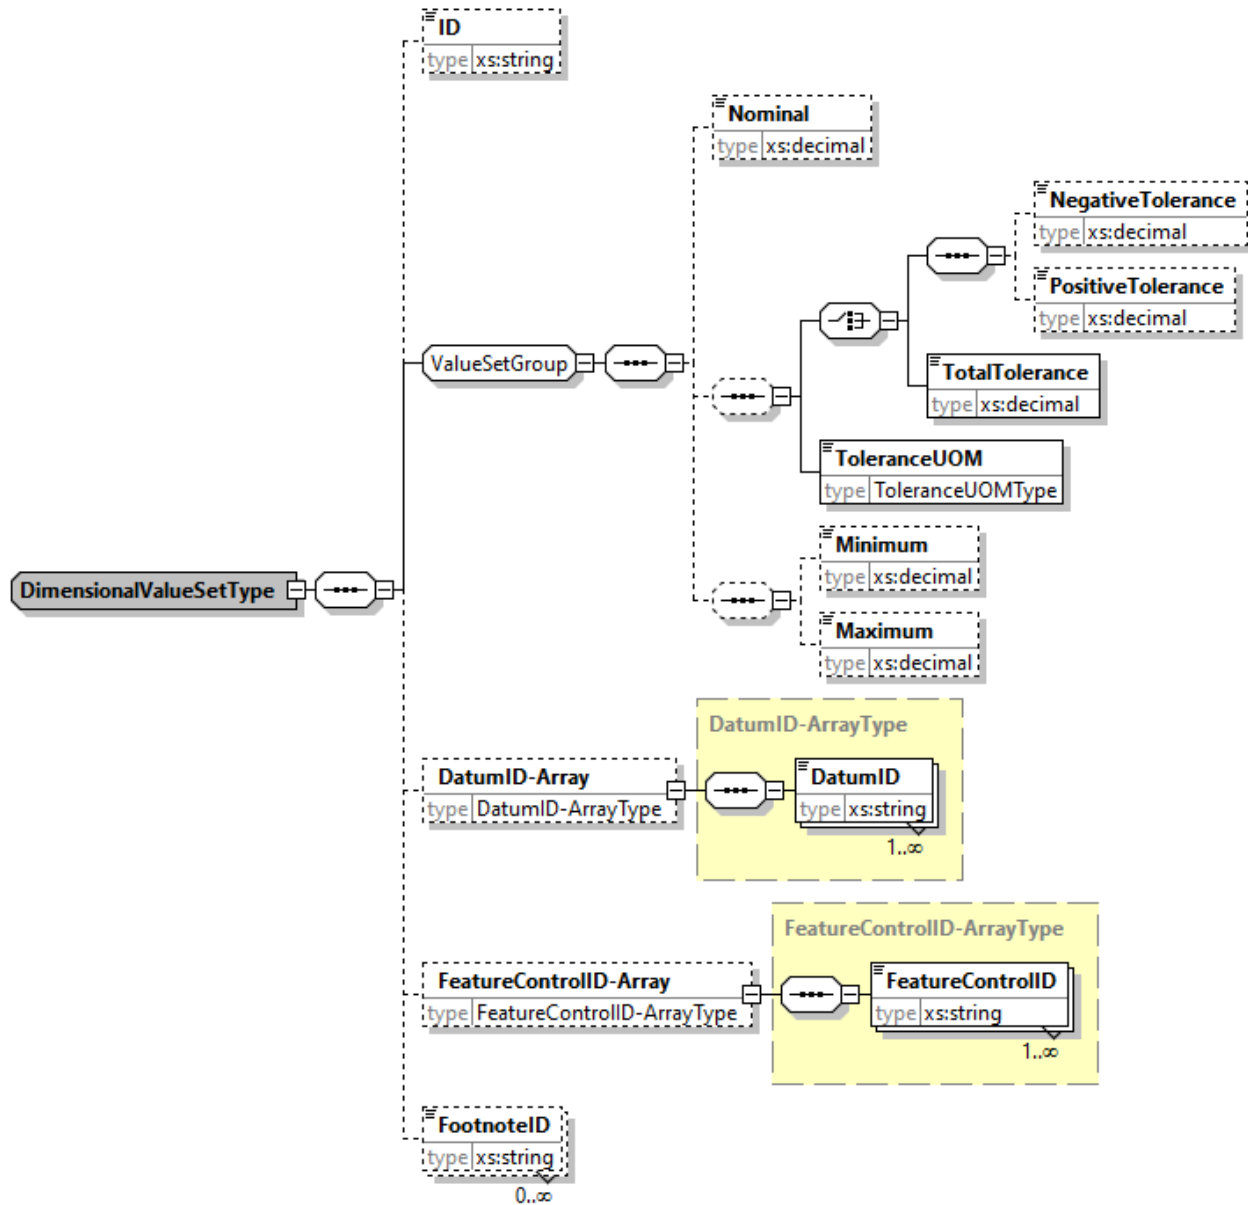 ID
type xs:string
Nominal
type xs:decimal
NegativeTolerance
type xs:decimal
PositiveTolerance
type xs:decimal
ValueSetGroup
TotalTolerance
type xs:decimal
ToleranceUOM
type ToleranceUOMType
Minimum
type xs:decimal
DimensionalValueSetType
Maximum
type xs:decimal
DatumID-ArrayType
DatumID-Array
type DatumID-ArrayType
DatumID
type xs:string
1..∞
FeatureControlID-ArrayType
FeatureControlID-Array
type FeatureControlID-ArrayType
FeatureControlID
type xs:string
1..∞
FootnoteID
type xs:string
0..∞